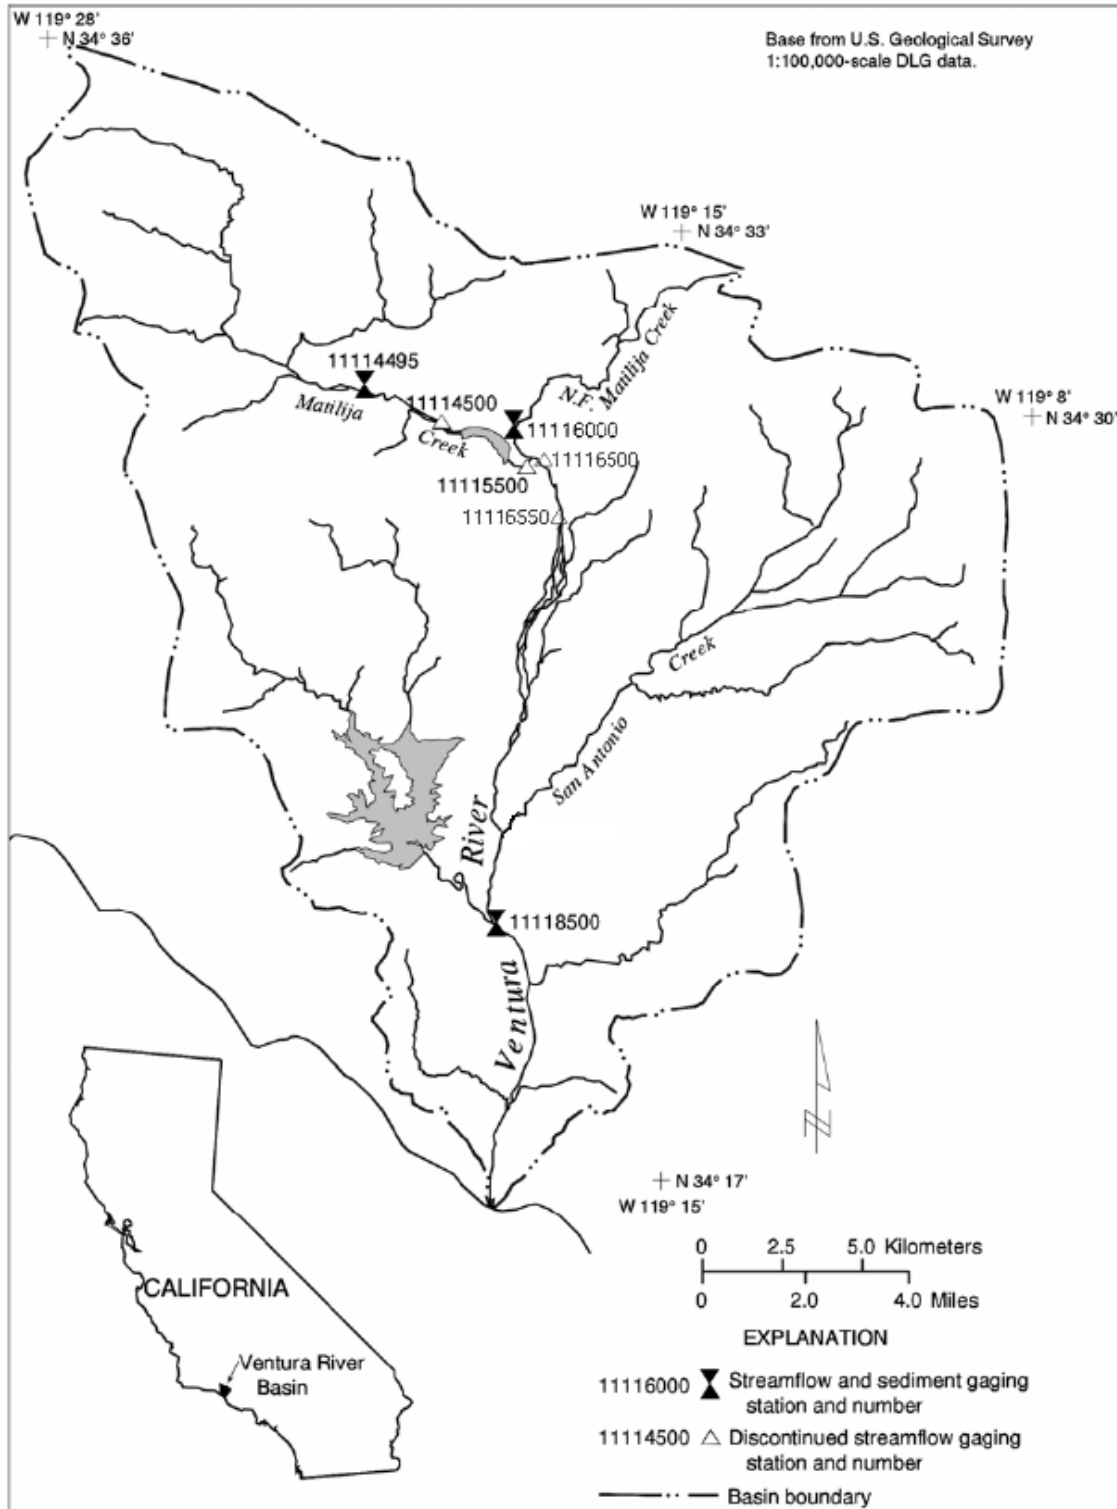 W 119° 28'
N 34° 36'
Base from U.S. Geological Survey
1:100,000-scale DLG data.
W 119° 15'
N 34° 33'
11114495
Matilija
Creek
N.F. Matilija Creek
11114500
11116000
W 119° 8'
N 34° 30'
11116500
11115500
11116550
San Antonio
Creek
River
11118500
Ventura
N 34° 17'
W 119° 15'
0 2.5 5.0 Kilometers
0 2.0 4.0 Miles
CALIFORNIA
Ventura River
Basin
EXPLANATION
11116000 Streamflow and sediment gaging
station and number
11114500 Discontinued streamflow gaging
station and number
Basin boundary